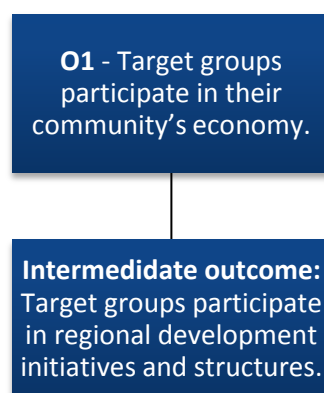 O1 - Target groups
participate in their
community’s economy.
Intermedidate outcome:
Target groups participate
in regional development
initiatives and structures.